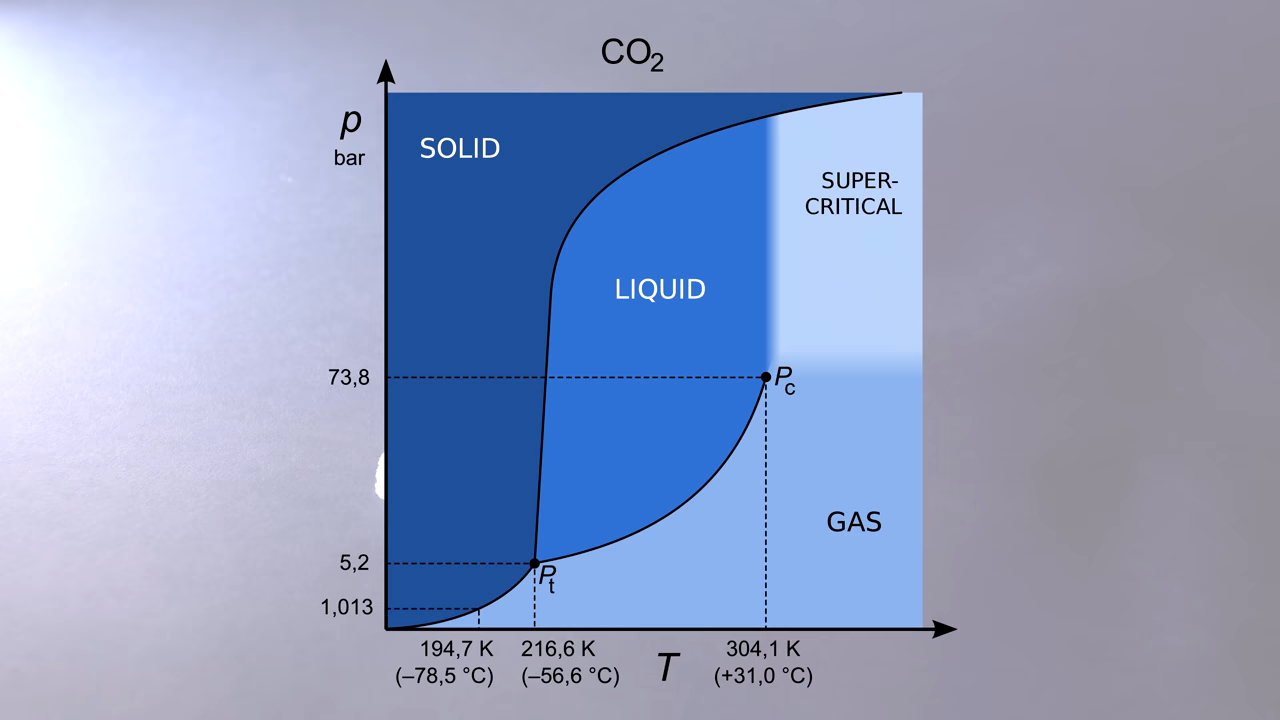 CO₂
p
bar
SOLID
SUPER-
CRITICAL
LIQUID
73,8
Pc
GAS
5,2
Pt
1,013
194,7 K
(–78,5 °C)
216,6 K
(–56,6 °C)
T
304,1 K
(+31,0 °C)